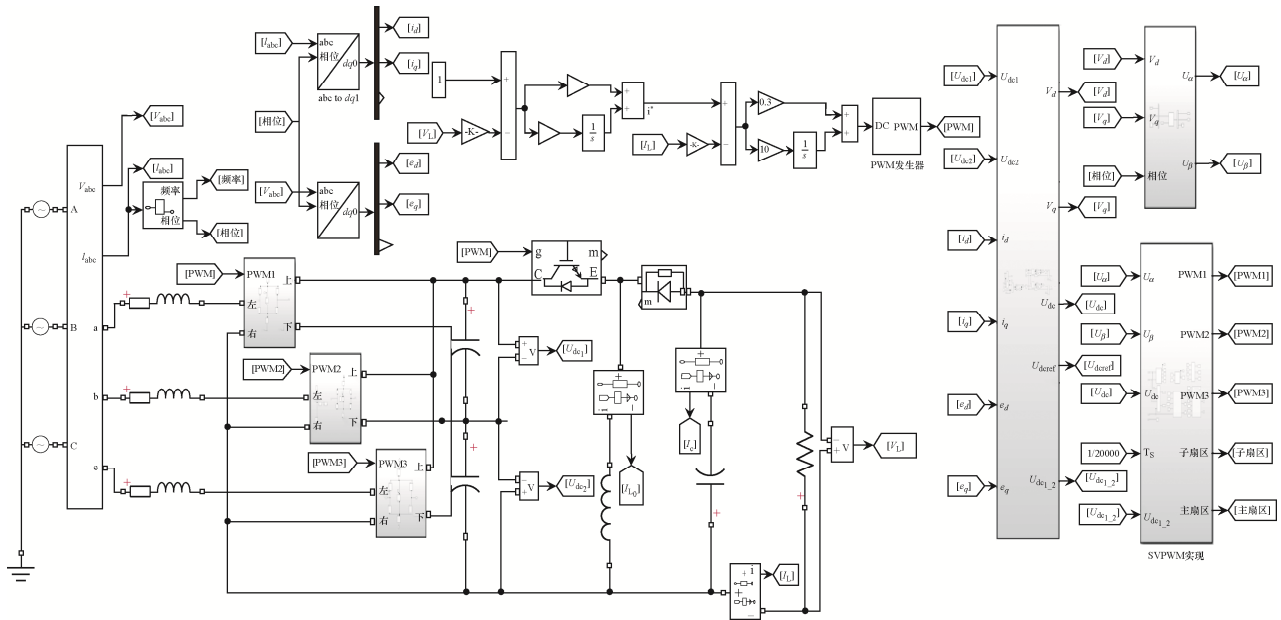 [Vabc]
[Iabc]
Vabc
Iabc
A
B
C
a
b
c
频率
相位
[频率]
[相位]
[Iabc]
abc
相位
dq0
abc to dq1
[相位]
[Vabc]
abc
相位
dq0
[id]
[iq]
[ed]
[eq]
1
[VL]
-K-
+
−
1/s
+
+
i*
[IL]
-K-
+
−
0.3
10
1/s
+
+
DC PWM
PWM发生器
[PWM]
[PWM]
PWM1
上
左
下
右
[PWM2]
PWM2
上
左
下
右
[PWM3]
PWM3
上
左
下
右
[PWM]
g
m
C
E
m
+
−
V
[Udc1]
+
−
V
[Udc2]
+
i
−
[IL0]
+
i
−
[Ic]
−
+
V
[VL]
+
i
−
[IL]
[Udc1]
Udc1
[Udc2]
Udc2
[id]
id
[iq]
iq
[ed]
ed
[eq]
eq
Vd
[Vd]
Vq
[Vq]
Udc
[Udc]
Udcref
[Udcref]
Udc1_2
[Udc1_2]
[Vd]
Vd
[Vq]
Vq
[相位]
相位
Uα
[Uα]
Uβ
[Uβ]
[Uα]
Uα
[Uβ]
Uβ
[Udc]
Udc
1/20000
TS
[Udc1_2]
Udc1_2
PWM1
[PWM1]
PWM2
[PWM2]
PWM3
[PWM3]
子扇区
[子扇区]
主扇区
[主扇区]
SVPWM实现